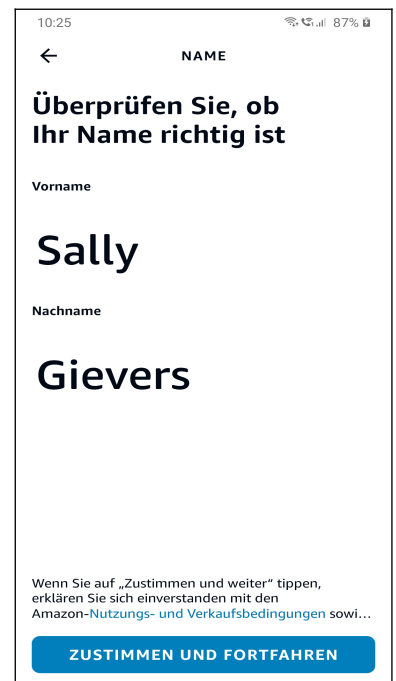 10:25
87%
NAME
Überprüfen Sie, ob
Ihr Name richtig ist
Vorname
Sally
Nachname
Gievers
Wenn Sie auf „Zustimmen und weiter“ tippen,
erklären Sie sich einverstanden mit den
Amazon-Nutzungs- und Verkaufsbedingungen sowi…
ZUSTIMMEN UND FORTFAHREN